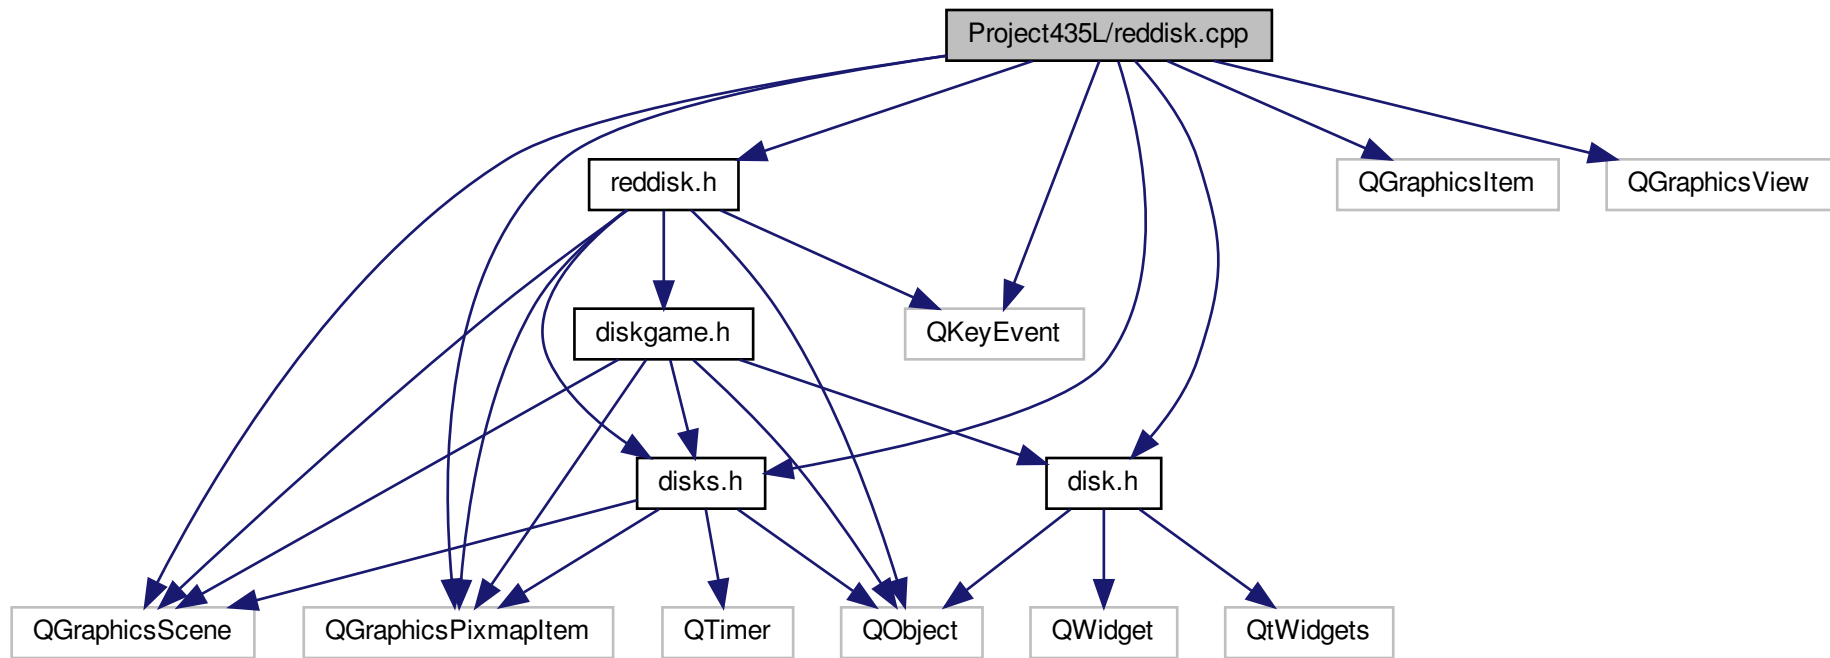 Project435L/reddisk.cpp
reddisk.h
QGraphicsItem
QGraphicsView
diskgame.h
QKeyEvent
disks.h
disk.h
QGraphicsScene
QGraphicsPixmapItem
QTimer
QObject
QWidget
QtWidgets